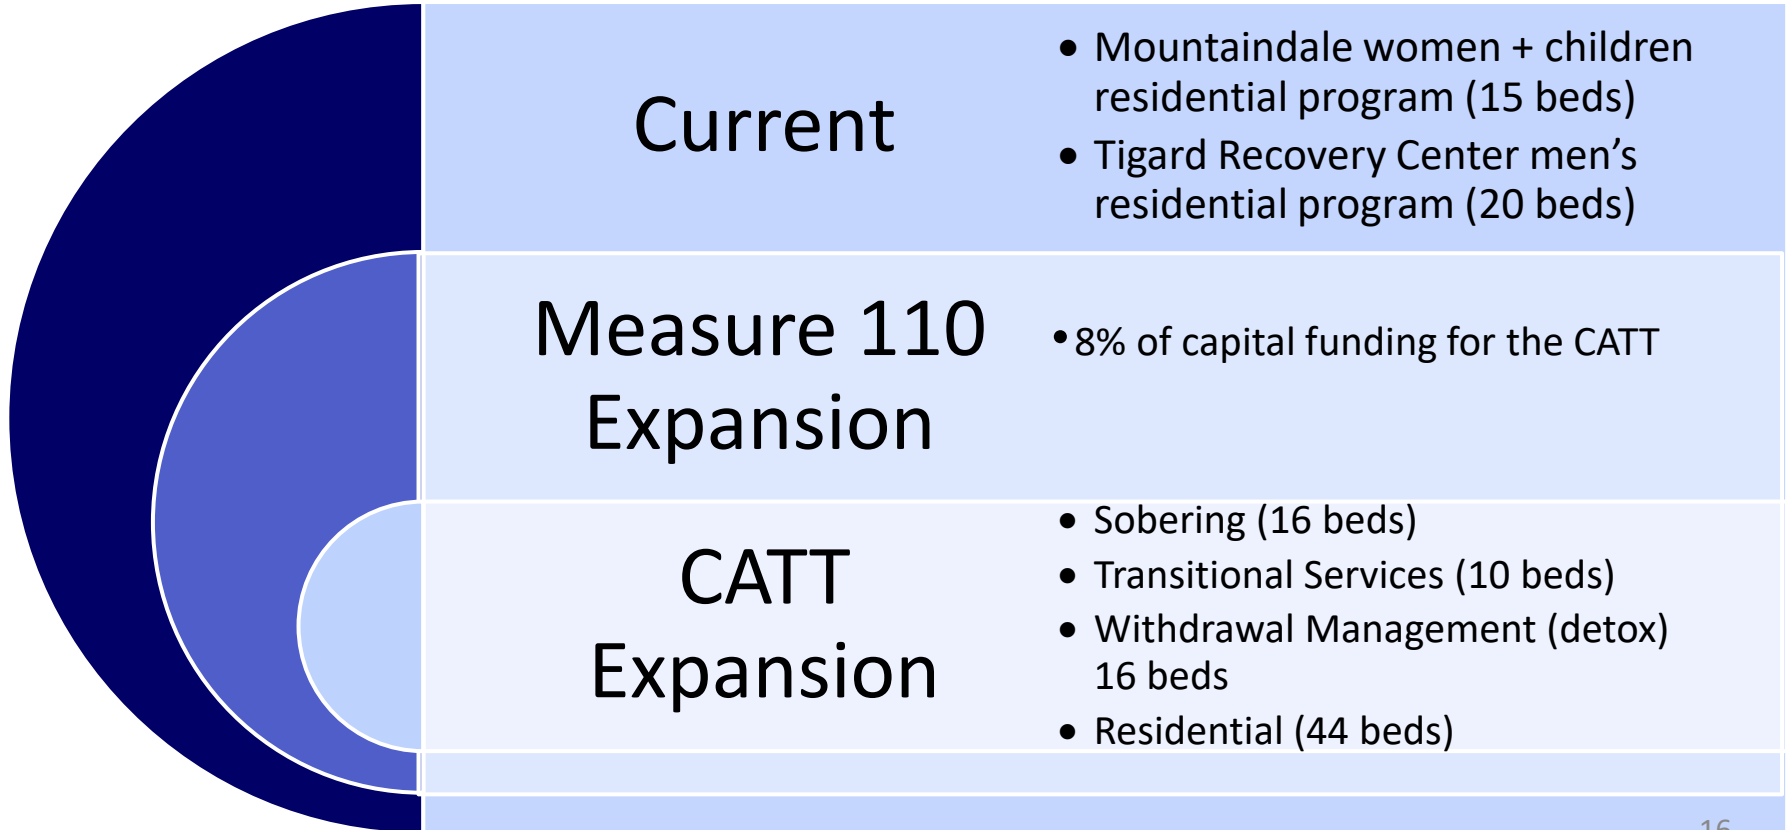 Current
• Mountaindale women + children
residential program (15 beds)
• Tigard Recovery Center men’s
residential program (20 beds)
Measure 110
Expansion
• 8% of capital funding for the CATT
CATT
Expansion
• Sobering (16 beds)
• Transitional Services (10 beds)
• Withdrawal Management (detox)
16 beds
• Residential (44 beds)
16